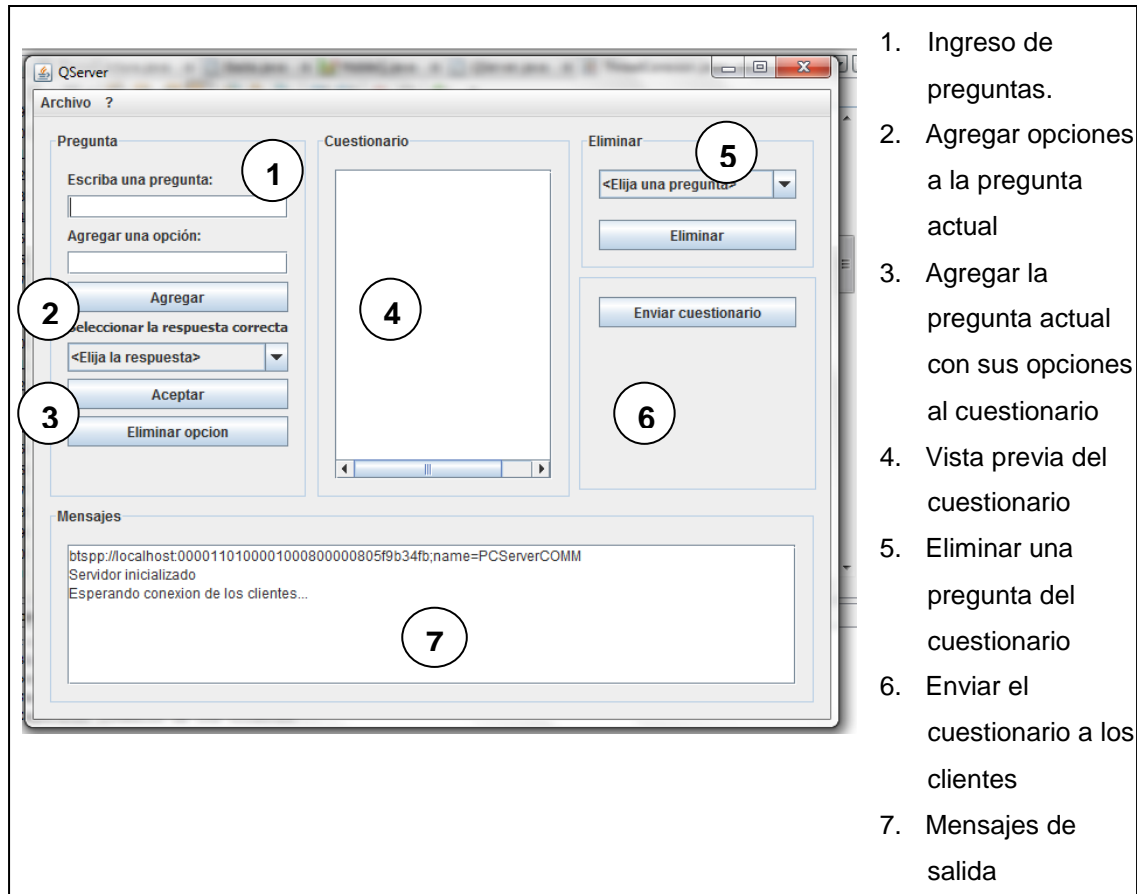 QServer
Archivo ?
Pregunta
Escriba una pregunta:
Agregar una opción:
Agregar
Seleccionar la respuesta correcta
<Elija la respuesta>
Aceptar
Eliminar opcion
1
2
3
Cuestionario
4
Eliminar
5
<Elija una pregunta>
Eliminar
Enviar cuestionario
6
Mensajes
btspp://localhost:0000110100001000800000805f9b34fb;name=PCServerCOMM
Servidor inicializado
Esperando conexion de los clientes...
7
1. Ingreso de
preguntas.
2. Agregar opciones
a la pregunta
actual
3. Agregar la
pregunta actual
con sus opciones
al cuestionario
4. Vista previa del
cuestionario
5. Eliminar una
pregunta del
cuestionario
6. Enviar el
cuestionario a los
clientes
7. Mensajes de
salida